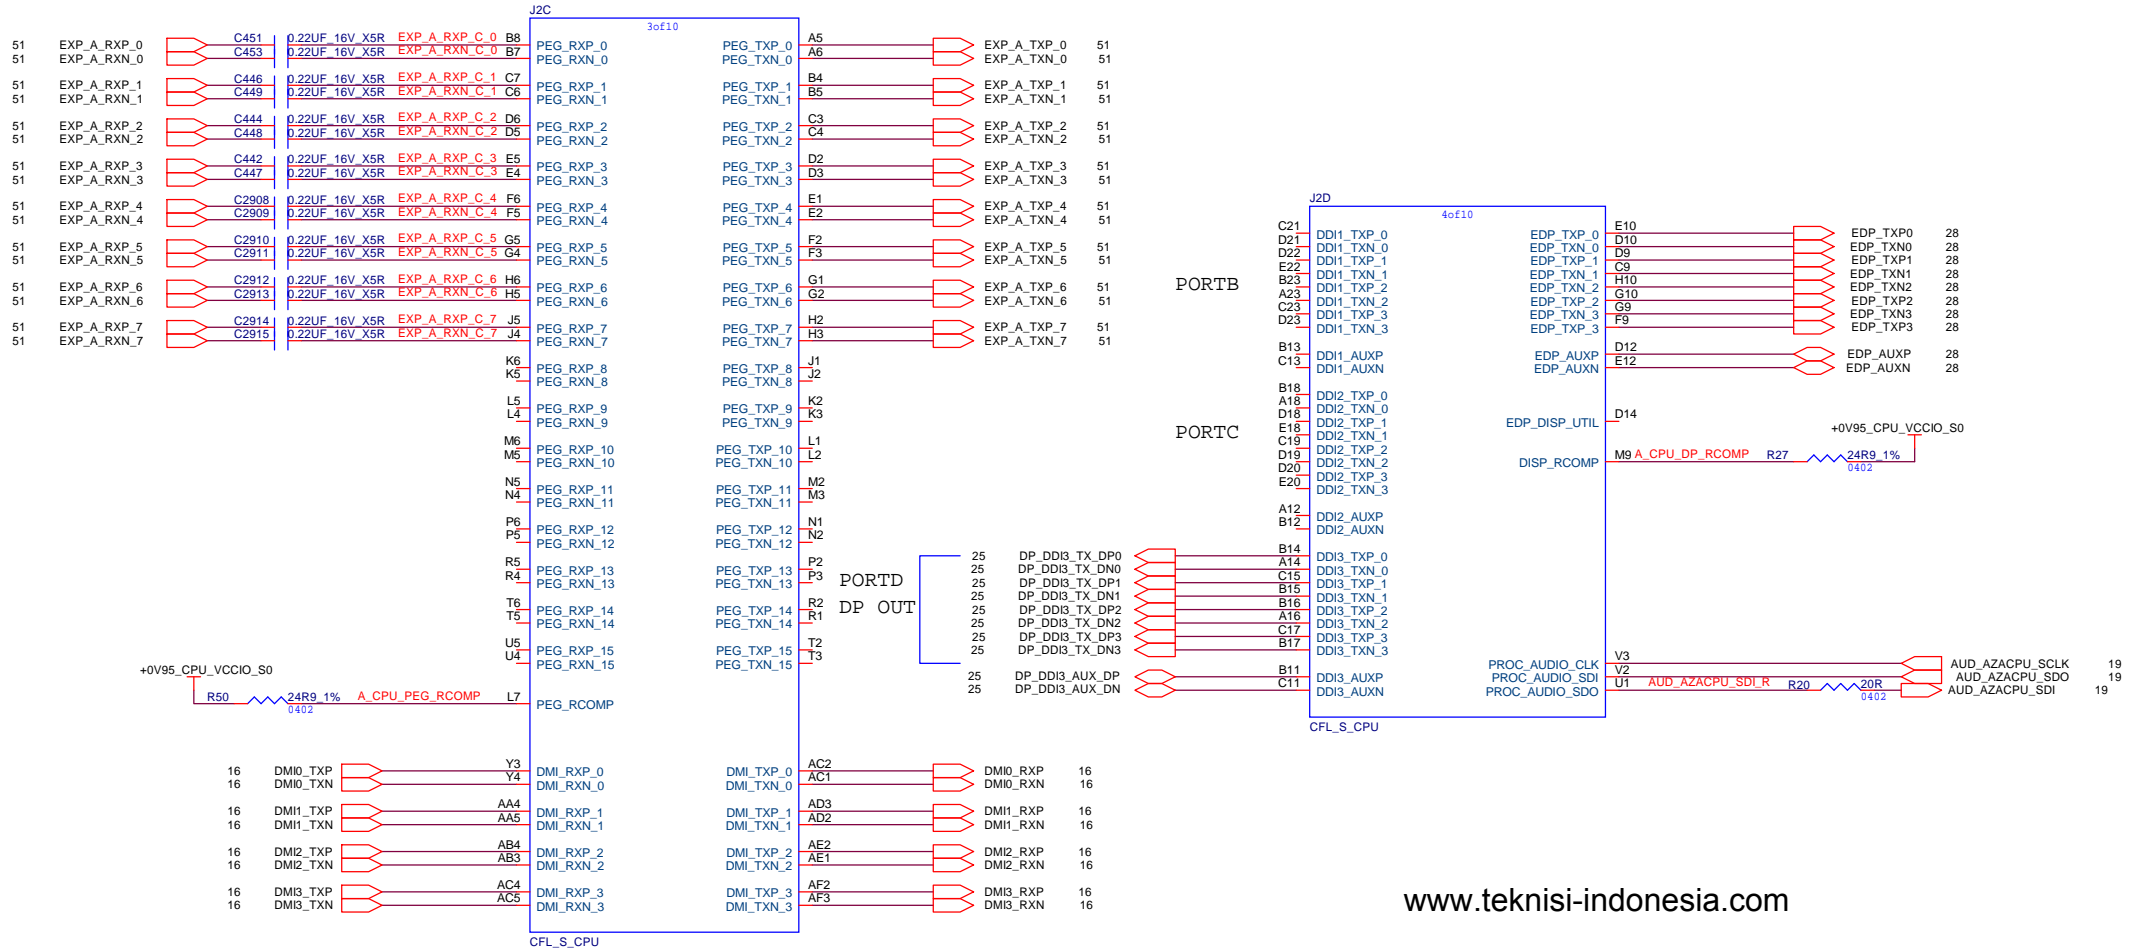 J2C
3of10
51 EXP_A_RXP_0 C451 0.22UF_16V_X5R EXP_A_RXP_C_0 B8 PEG_RXP_0 PEG_TXP_0 A5 EXP_A_TXP_0 51
51 EXP_A_RXN_0 C453 0.22UF_16V_X5R EXP_A_RXN_C_0 B7 PEG_RXN_0 PEG_TXN_0 A6 EXP_A_TXN_0 51
51 EXP_A_RXP_1 C446 0.22UF_16V_X5R EXP_A_RXP_C_1 C7 PEG_RXP_1 PEG_TXP_1 B4 EXP_A_TXP_1 51
51 EXP_A_RXN_1 C449 0.22UF_16V_X5R EXP_A_RXN_C_1 C6 PEG_RXN_1 PEG_TXN_1 B5 EXP_A_TXN_1 51
51 EXP_A_RXP_2 C444 0.22UF_16V_X5R EXP_A_RXP_C_2 D6 PEG_RXP_2 PEG_TXP_2 C3 EXP_A_TXP_2 51
51 EXP_A_RXN_2 C448 0.22UF_16V_X5R EXP_A_RXN_C_2 D5 PEG_RXN_2 PEG_TXN_2 C4 EXP_A_TXN_2 51
51 EXP_A_RXP_3 C442 0.22UF_16V_X5R EXP_A_RXP_C_3 E5 PEG_RXP_3 PEG_TXP_3 D2 EXP_A_TXP_3 51
51 EXP_A_RXN_3 C447 0.22UF_16V_X5R EXP_A_RXN_C_3 E4 PEG_RXN_3 PEG_TXN_3 D3 EXP_A_TXN_3 51
51 EXP_A_RXP_4 C2908 0.22UF_16V_X5R EXP_A_RXP_C_4 F6 PEG_RXP_4 PEG_TXP_4 E1 EXP_A_TXP_4 51
51 EXP_A_RXN_4 C2909 0.22UF_16V_X5R EXP_A_RXN_C_4 F5 PEG_RXN_4 PEG_TXN_4 E2 EXP_A_TXN_4 51
51 EXP_A_RXP_5 C2910 0.22UF_16V_X5R EXP_A_RXP_C_5 G5 PEG_RXP_5 PEG_TXP_5 F2 EXP_A_TXP_5 51
51 EXP_A_RXN_5 C2911 0.22UF_16V_X5R EXP_A_RXN_C_5 G4 PEG_RXN_5 PEG_TXN_5 F3 EXP_A_TXN_5 51
51 EXP_A_RXP_6 C2912 0.22UF_16V_X5R EXP_A_RXP_C_6 H6 PEG_RXP_6 PEG_TXP_6 G1 EXP_A_TXP_6 51
51 EXP_A_RXN_6 C2913 0.22UF_16V_X5R EXP_A_RXN_C_6 H5 PEG_RXN_6 PEG_TXN_6 G2 EXP_A_TXN_6 51
51 EXP_A_RXP_7 C2914 0.22UF_16V_X5R EXP_A_RXP_C_7 J5 PEG_RXP_7 PEG_TXP_7 H2 EXP_A_TXP_7 51
51 EXP_A_RXN_7 C2915 0.22UF_16V_X5R EXP_A_RXN_C_7 J4 PEG_RXN_7 PEG_TXN_7 H3 EXP_A_TXN_7 51
K6 PEG_RXP_8 PEG_TXP_8 J1
K5 PEG_RXN_8 PEG_TXN_8 J2
L5 PEG_RXP_9 PEG_TXP_9 K2
L4 PEG_RXN_9 PEG_TXN_9 K3
M6 PEG_RXP_10 PEG_TXP_10 L1
M5 PEG_RXN_10 PEG_TXN_10 L2
N5 PEG_RXP_11 PEG_TXP_11 M2
N4 PEG_RXN_11 PEG_TXN_11 M3
P6 PEG_RXP_12 PEG_TXP_12 N1
P5 PEG_RXN_12 PEG_TXN_12 N2
R5 PEG_RXP_13 PEG_TXP_13 P2
R4 PEG_RXN_13 PEG_TXN_13 P3
T6 PEG_RXP_14 PEG_TXP_14 R2
T5 PEG_RXN_14 PEG_TXN_14 R1
U5 PEG_RXP_15 PEG_TXP_15 T2
U4 PEG_RXN_15 PEG_TXN_15 T3
+0V95_CPU_VCCIO_S0
R50 24R9_1% A_CPU_PEG_RCOMP L7 PEG_RCOMP
0402
16 DMI0_TXP Y3 DMI_RXP_0 DMI_TXP_0 AC2 DMI0_RXP 16
16 DMI0_TXN Y4 DMI_RXN_0 DMI_TXN_0 AC1 DMI0_RXN 16
16 DMI1_TXP AA4 DMI_RXP_1 DMI_TXP_1 AD3 DMI1_RXP 16
16 DMI1_TXN AA5 DMI_RXN_1 DMI_TXN_1 AD2 DMI1_RXN 16
16 DMI2_TXP AB4 DMI_RXP_2 DMI_TXP_2 AE2 DMI2_RXP 16
16 DMI2_TXN AB3 DMI_RXN_2 DMI_TXN_2 AE1 DMI2_RXN 16
16 DMI3_TXP AC4 DMI_RXP_3 DMI_TXP_3 AF2 DMI3_RXP 16
16 DMI3_TXN AC5 DMI_RXN_3 DMI_TXN_3 AF3 DMI3_RXN 16
CFL_S_CPU
J2D
4of10
C21 DDI1_TXP_0 EDP_TXP_0 E10 EDP_TXP0 28
D21 DDI1_TXN_0 EDP_TXN_0 D10 EDP_TXN0 28
D22 DDI1_TXP_1 EDP_TXP_1 D9 EDP_TXP1 28
E22 DDI1_TXN_1 EDP_TXN_1 C9 EDP_TXN1 28
PORTB
B23 DDI1_TXP_2 EDP_TXN_2 H10 EDP_TXN2 28
A23 DDI1_TXN_2 EDP_TXP_2 G10 EDP_TXP2 28
C23 DDI1_TXP_3 EDP_TXN_3 G9 EDP_TXN3 28
D23 DDI1_TXN_3 EDP_TXP_3 F9 EDP_TXP3 28
B13 DDI1_AUXP EDP_AUXP D12 EDP_AUXP 28
C13 DDI1_AUXN EDP_AUXN E12 EDP_AUXN 28
B18 DDI2_TXP_0
A18 DDI2_TXN_0
D18 DDI2_TXP_1 EDP_DISP_UTIL D14
PORTC
E18 DDI2_TXN_1 +0V95_CPU_VCCIO_S0
C19 DDI2_TXP_2
D19 DDI2_TXN_2 DISP_RCOMP M9 A_CPU_DP_RCOMP R27 24R9_1%
0402
D20 DDI2_TXP_3
E20 DDI2_TXN_3
A12 DDI2_AUXP
B12 DDI2_AUXN
PORTD
DP OUT
25 DP_DDI3_TX_DP0 B14 DDI3_TXP_0
25 DP_DDI3_TX_DN0 A14 DDI3_TXN_0
25 DP_DDI3_TX_DP1 C15 DDI3_TXP_1
25 DP_DDI3_TX_DN1 B15 DDI3_TXN_1
25 DP_DDI3_TX_DP2 B16 DDI3_TXP_2
25 DP_DDI3_TX_DN2 A16 DDI3_TXN_2
25 DP_DDI3_TX_DP3 C17 DDI3_TXP_3
25 DP_DDI3_TX_DN3 B17 DDI3_TXN_3
PROC_AUDIO_CLK V3 AUD_AZACPU_SCLK 19
25 DP_DDI3_AUX_DP B11 DDI3_AUXP PROC_AUDIO_SDI V2 AUD_AZACPU_SDO 19
25 DP_DDI3_AUX_DN C11 DDI3_AUXN PROC_AUDIO_SDO U1 AUD_AZACPU_SDI_R R20 20R AUD_AZACPU_SDI 19
0402
CFL_S_CPU
www.teknisi-indonesia.com